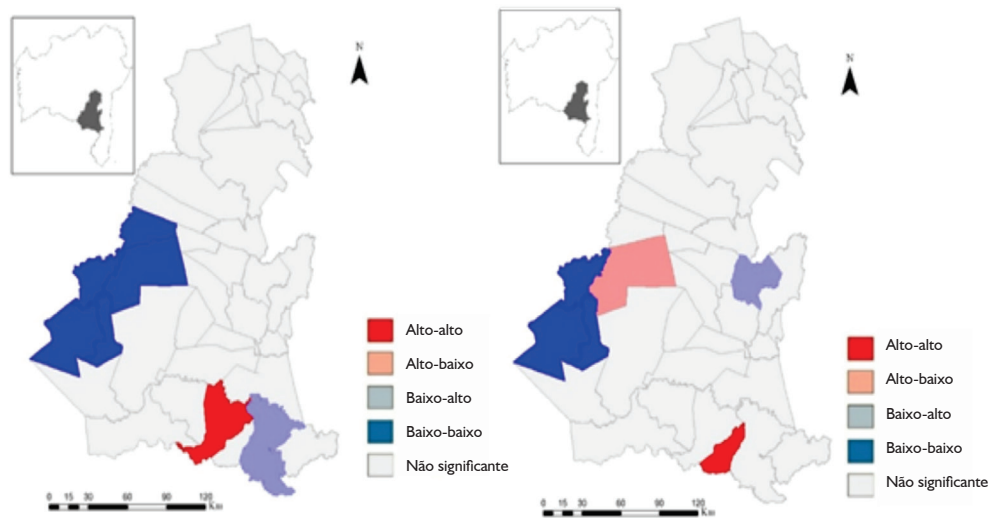 N
Alto-alto
Alto-baixo
Baixo-alto
Baixo-baixo
Não significante
0 15 30 60 90 120
Km
N
Alto-alto
Alto-baixo
Baixo-alto
Baixo-baixo
Não significante
0 15 30 60 90 120
Km